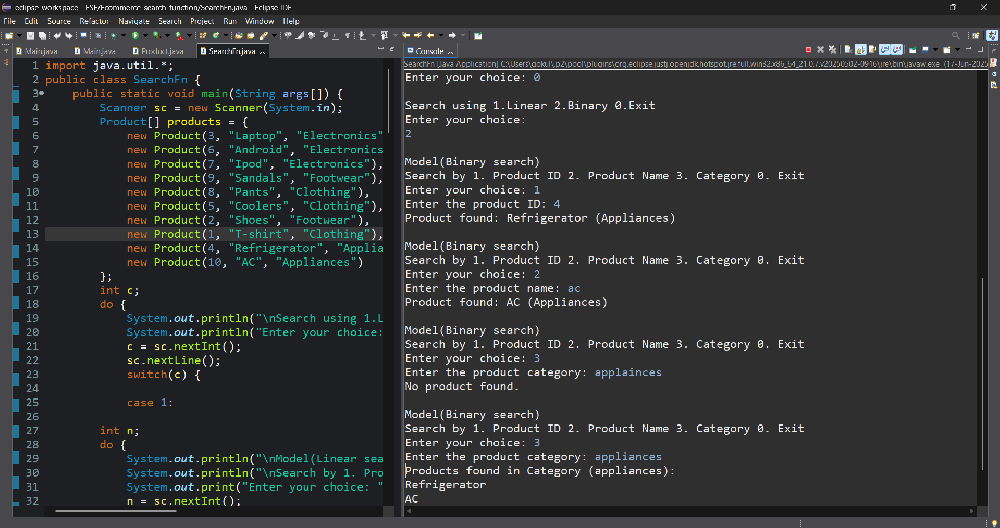 eclipse-workspace - FSE/Ecommerce_search_function/SearchFn.java - Eclipse IDE
File Edit Source Refactor Navigate Search Project Run Window Help
Main.java Main.java Product.java SearchFn.java
1 import java.util.*;
2 public class SearchFn {
3 public static void main(String args[]) {
4 Scanner sc = new Scanner(System.in);
5 Product[] products = {
6 new Product(3, "Laptop", "Electronics"
7 new Product(6, "Android", "Electronics
8 new Product(7, "Ipod", "Electronics"),
9 new Product(9, "Sandals", "Footwear"),
10 new Product(8, "Pants", "Clothing"),
11 new Product(5, "Coolers", "Clothing"),
12 new Product(2, "Shoes", "Footwear"),
13 new Product(1, "T-shirt", "Clothing"),
14 new Product(4, "Refrigerator", "Applia
15 new Product(10, "AC", "Appliances")
16 };
17 int c;
18 do {
19 System.out.println("\nSearch using 1.L
20 System.out.println("Enter your choice:
21 c = sc.nextInt();
22 sc.nextLine();
23 switch(c) {
24
25 case 1:
26
27 int n;
28 do {
29 System.out.println("\nModel(Linear sea
30 System.out.println("\nSearch by 1. Pro
31 System.out.print("Enter your choice: "
32 n = sc.nextInt();
Console
SearchFn [Java Application] C:\Users\gokul\.p2\pool\plugins\org.eclipse.justj.openjdk.hotspot.jre.full.win32.x86_64_21.0.7.v20250502-0916\jre\bin\javaw.exe (17-Jun-2025
Enter your choice: 0
Search using 1.Linear 2.Binary 0.Exit
Enter your choice:
2
Model(Binary search)
Search by 1. Product ID 2. Product Name 3. Category 0. Exit
Enter your choice: 1
Enter the product ID: 4
Product found: Refrigerator (Appliances)
Model(Binary search)
Search by 1. Product ID 2. Product Name 3. Category 0. Exit
Enter your choice: 2
Enter the product name: ac
Product found: AC (Appliances)
Model(Binary search)
Search by 1. Product ID 2. Product Name 3. Category 0. Exit
Enter your choice: 3
Enter the product category: applainces
No product found.
Model(Binary search)
Search by 1. Product ID 2. Product Name 3. Category 0. Exit
Enter your choice: 3
Enter the product category: appliances
Products found in Category (appliances):
Refrigerator
AC